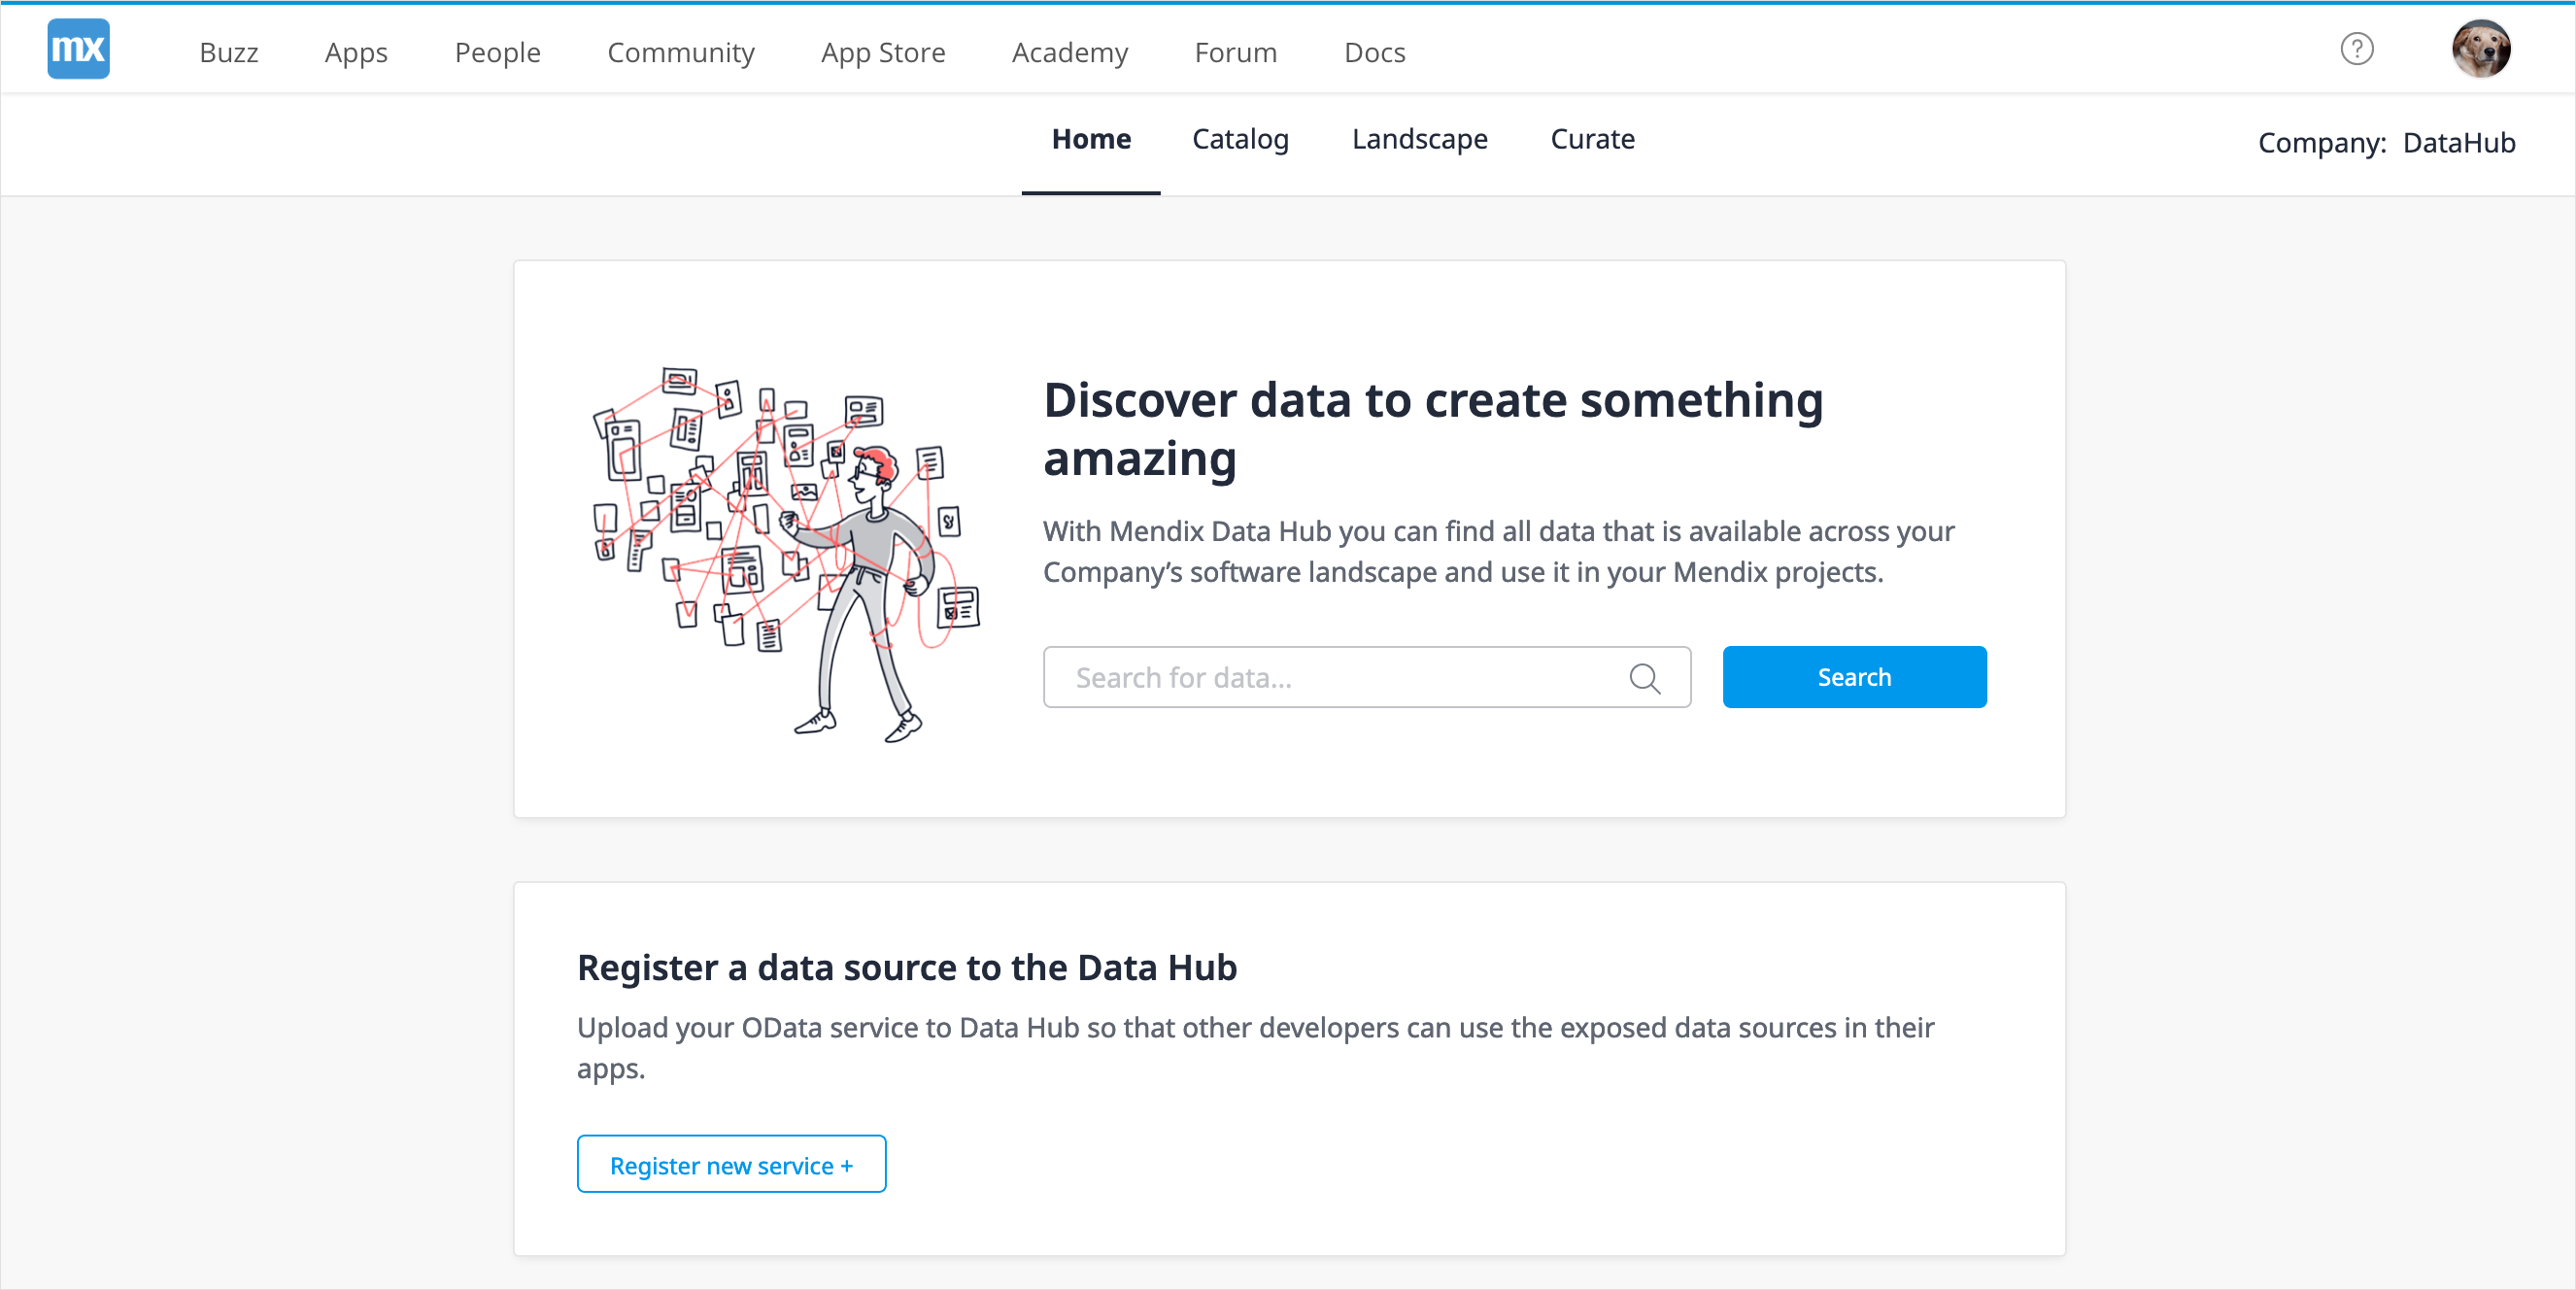 mx
Buzz Apps People Community App Store Academy Forum Docs ?
Home Catalog Landscape Curate Company: DataHub
Discover data to create something
amazing
With Mendix Data Hub you can find all data that is available across your
Company’s software landscape and use it in your Mendix projects.
Search for data... Search
Register a data source to the Data Hub
Upload your OData service to Data Hub so that other developers can use the exposed data sources in their
apps.
Register new service +